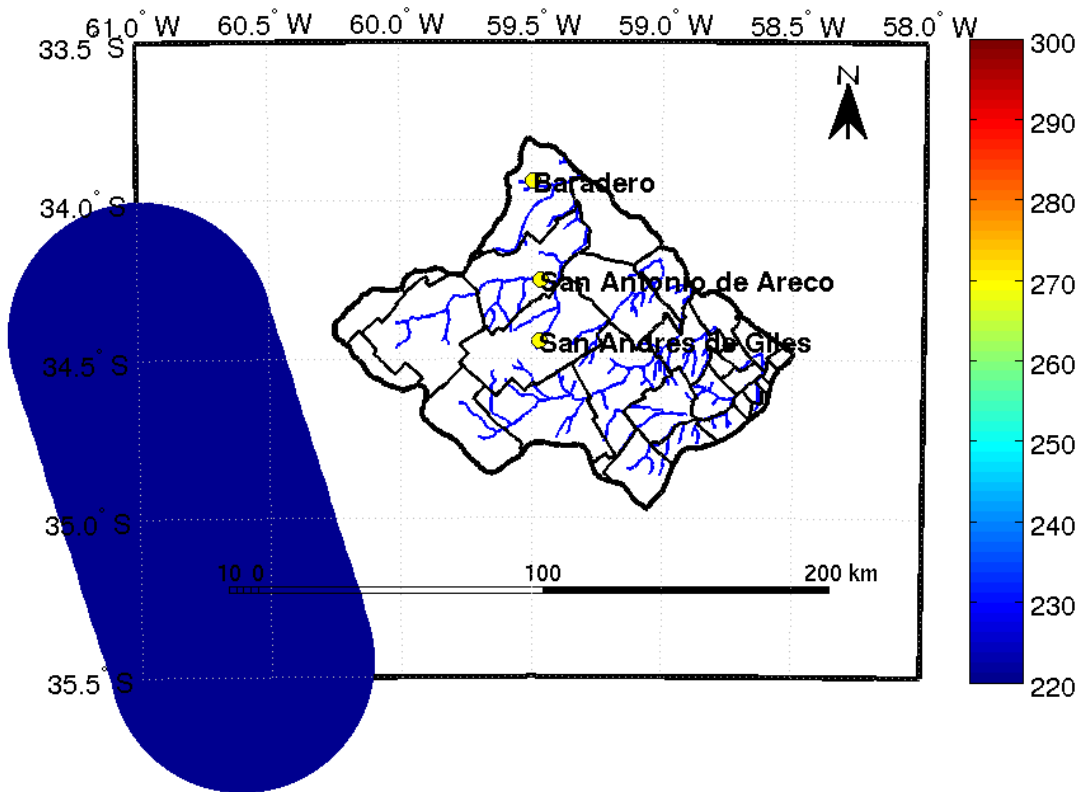 61.0° W 60.5° W 60.0° W 59.5° W 59.0° W 58.5° W 58.0° W
33.5° S
300
N
290
Baradero
34.0° S
280
San Antonio de Areco
270
San Andres de Giles
34.5° S
260
250
35.0° S
240
10 0 100 200 km
230
35.5° S
220